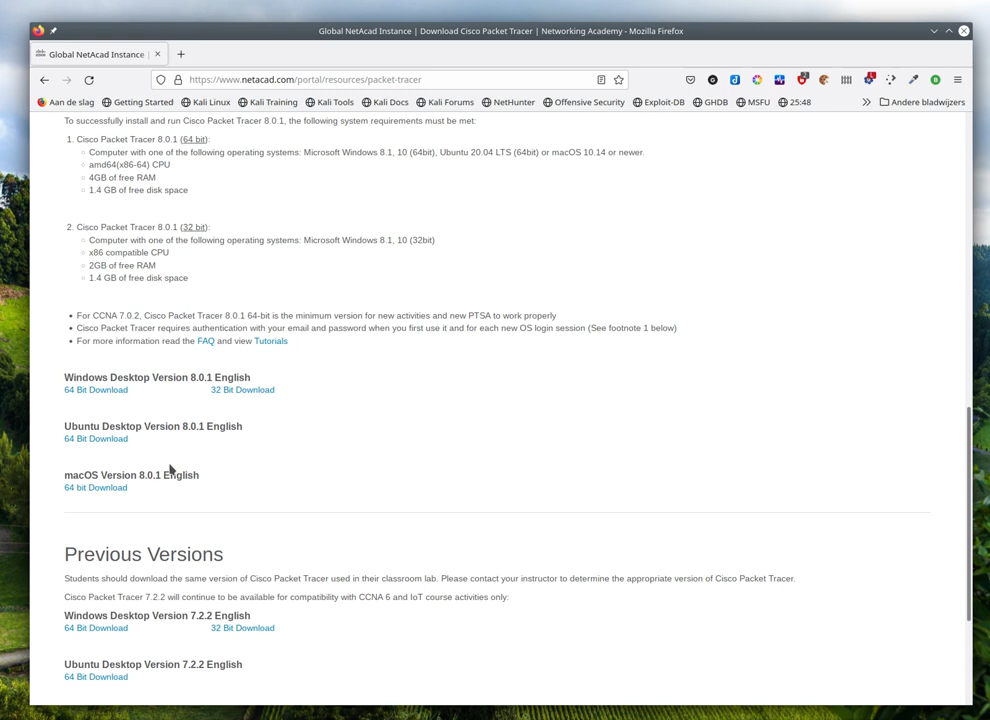 Global NetAcad Instance | Download Cisco Packet Tracer | Networking Academy - Mozilla Firefox
Global NetAcad Instance |
https://www.netacad.com/portal/resources/packet-tracer
Aan de slag Getting Started Kali Linux Kali Training Kali Tools Kali Docs Kali Forums NetHunter Offensive Security Exploit-DB GHDB MSFU 25:48 Andere bladwijzers
To successfully install and run Cisco Packet Tracer 8.0.1, the following system requirements must be met:
1. Cisco Packet Tracer 8.0.1 (64 bit):
Computer with one of the following operating systems: Microsoft Windows 8.1, 10 (64bit), Ubuntu 20.04 LTS (64bit) or macOS 10.14 or newer.
amd64(x86-64) CPU
4GB of free RAM
1.4 GB of free disk space
2. Cisco Packet Tracer 8.0.1 (32 bit):
Computer with one of the following operating systems: Microsoft Windows 8.1, 10 (32bit)
x86 compatible CPU
2GB of free RAM
1.4 GB of free disk space
• For CCNA 7.0.2, Cisco Packet Tracer 8.0.1 64-bit is the minimum version for new activities and new PTSA to work properly
• Cisco Packet Tracer requires authentication with your email and password when you first use it and for each new OS login session (See footnote 1 below)
• For more information read the FAQ and view Tutorials
Windows Desktop Version 8.0.1 English
64 Bit Download 32 Bit Download
Ubuntu Desktop Version 8.0.1 English
64 Bit Download
macOS Version 8.0.1 English
64 bit Download
Previous Versions
Students should download the same version of Cisco Packet Tracer used in their classroom lab. Please contact your instructor to determine the appropriate version of Cisco Packet Tracer.
Cisco Packet Tracer 7.2.2 will continue to be available for compatibility with CCNA 6 and IoT course activities only:
Windows Desktop Version 7.2.2 English
64 Bit Download 32 Bit Download
Ubuntu Desktop Version 7.2.2 English
64 Bit Download